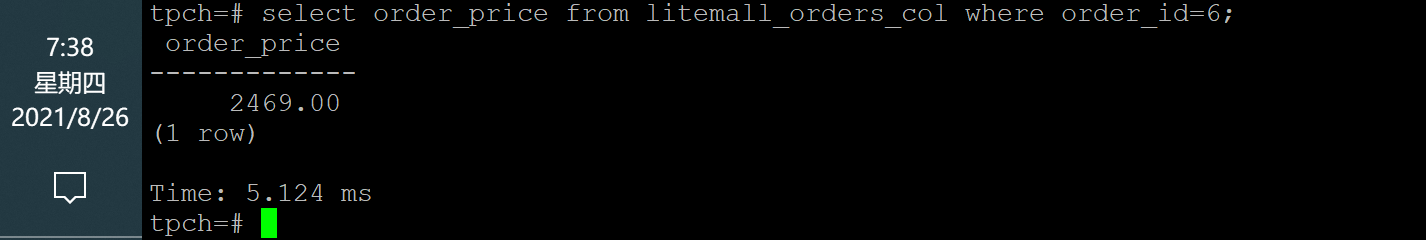 7:38
星期四
2021/8/26
tpch=# select order_price from litemall_orders_col where order_id=6;
order_price
-------------
2469.00
(1 row)
Time: 5.124 ms
tpch=#